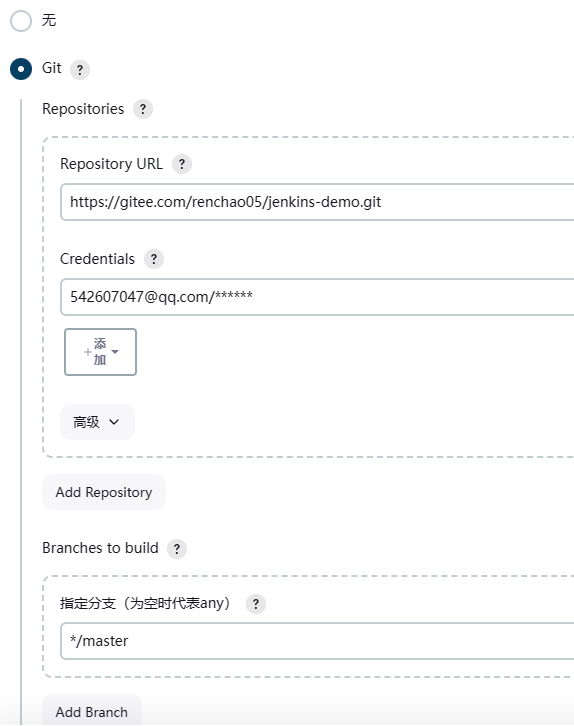 无
Git ?
Repositories ?
Repository URL ?
https://gitee.com/renchao05/jenkins-demo.git
Credentials ?
542607047@qq.com/******
+添
加
高级
Add Repository
Branches to build ?
指定分支（为空时代表any） ?
*/master
Add Branch